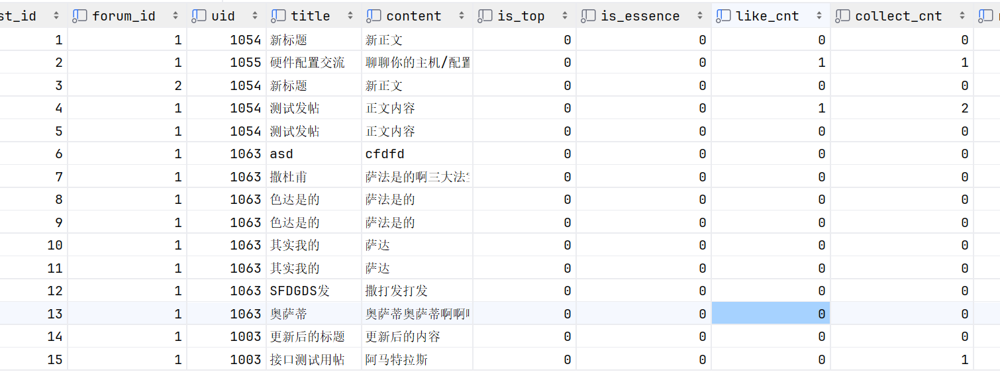 st_id forum_id uid title content is_top is_essence like_cnt collect_cnt
1 1 1054 新标题 新正文 0 0 0 0
2 1 1055 硬件配置交流 聊聊你的主机/配置 0 0 1 1
3 2 1054 新标题 新正文 0 0 0 0
4 1 1054 测试发帖 正文内容 0 0 1 2
5 1 1054 测试发帖 正文内容 0 0 0 0
6 1 1063 asd cfdfd 0 0 0 0
7 1 1063 撒杜甫 萨法是的啊三大法 0 0 0 0
8 1 1063 色达是的 萨法是的 0 0 0 0
9 1 1063 色达是的 萨法是的 0 0 0 0
10 1 1063 其实我的 萨达 0 0 0 0
11 1 1063 其实我的 萨达 0 0 0 0
12 1 1063 SFDGDS发 撒打发打发 0 0 0 0
13 1 1063 奥萨蒂 奥萨蒂奥萨蒂啊啊 0 0 0 0
14 1 1003 更新后的标题 更新后的内容 0 0 0 0
15 1 1003 接口测试用帖 阿马特拉斯 0 0 0 1